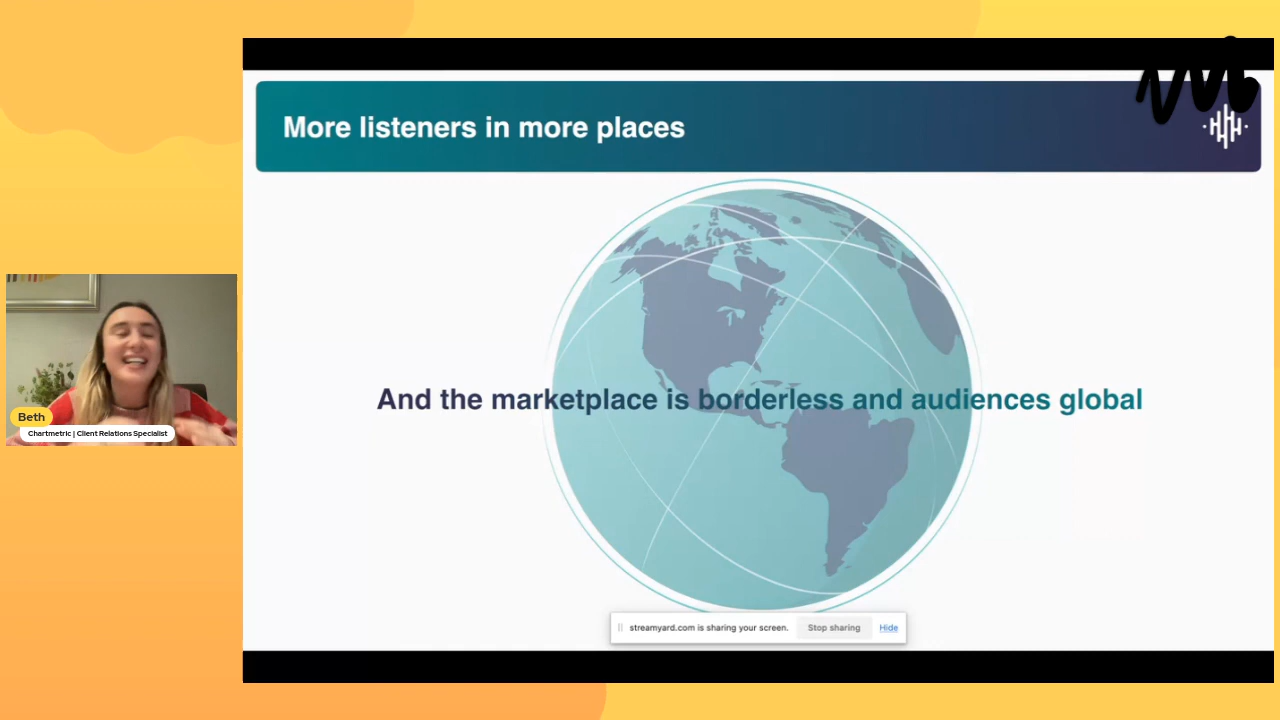 More listeners in more places
And the marketplace is borderless and audiences global
Beth
Chartmetric | Client Relations Specialist
streamyard.com is sharing your screen. Stop sharing Hide